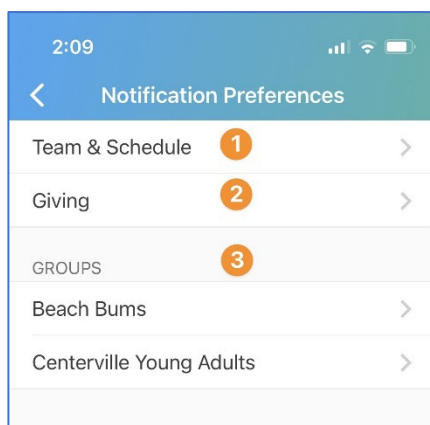 2:09
Notification Preferences
Team & Schedule 1
Giving 2
GROUPS 3
Beach Bums
Centerville Young Adults